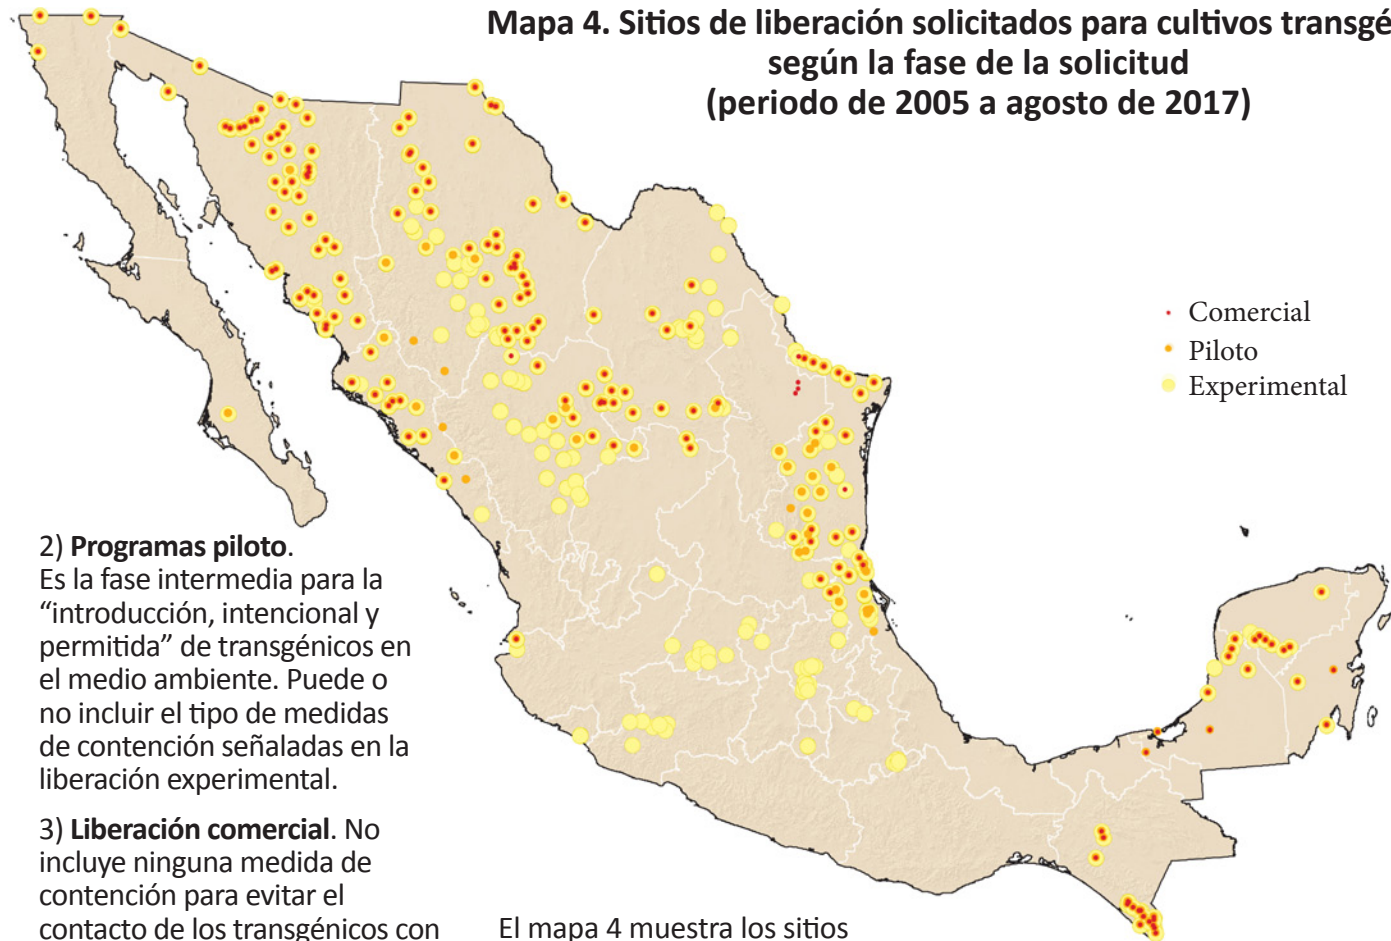 Mapa 4. Sitios de liberación solicitados para cultivos transgé
según la fase de la solicitud
(periodo de 2005 a agosto de 2017)
Comercial
Piloto
Experimental
2) Programas piloto.
Es la fase intermedia para la
“introducción, intencional y
permitida” de transgénicos en
el medio ambiente. Puede o
no incluir el tipo de medidas
de contención señaladas en la
liberación experimental.
3) Liberación comercial. No
incluye ninguna medida de
contención para evitar el
contacto de los transgénicos con
El mapa 4 muestra los sitios